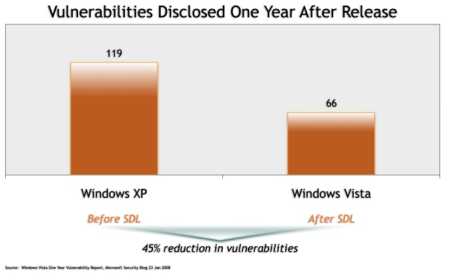 Vulnerabilities Disclosed One Year After Release
119
66
Windows XP
Windows Vista
Before SDL
After SDL
45% reduction in vulnerabilities
Source: Windows Vista One Year Vulnerability Report, Microsoft Security Blog 23 Jan 2008